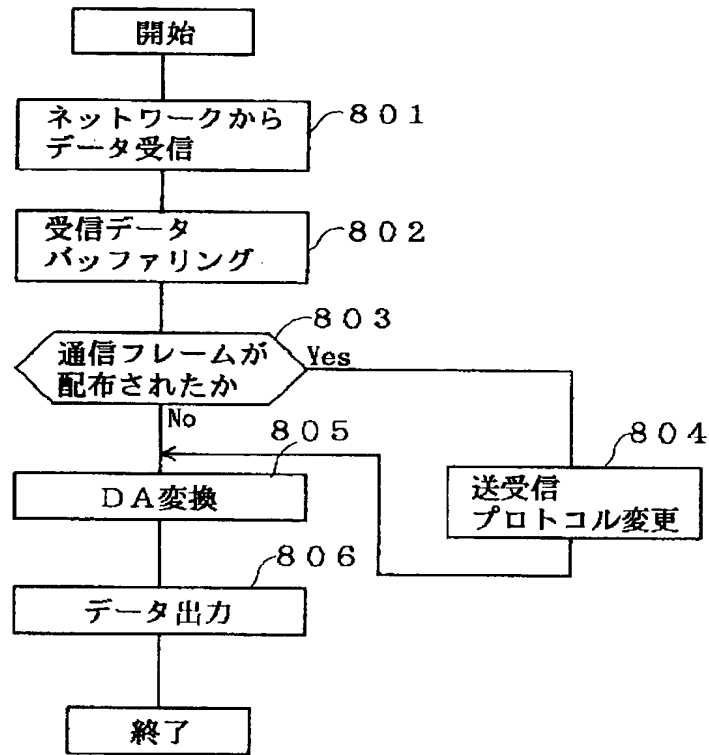 開始
ネットワークから
データ受信
801
受信データ
バッファリング
802
803
通信フレームが
配布されたか
Yes
No
804
送受信
プロトコル変更
805
DA変換
806
データ出力
終了